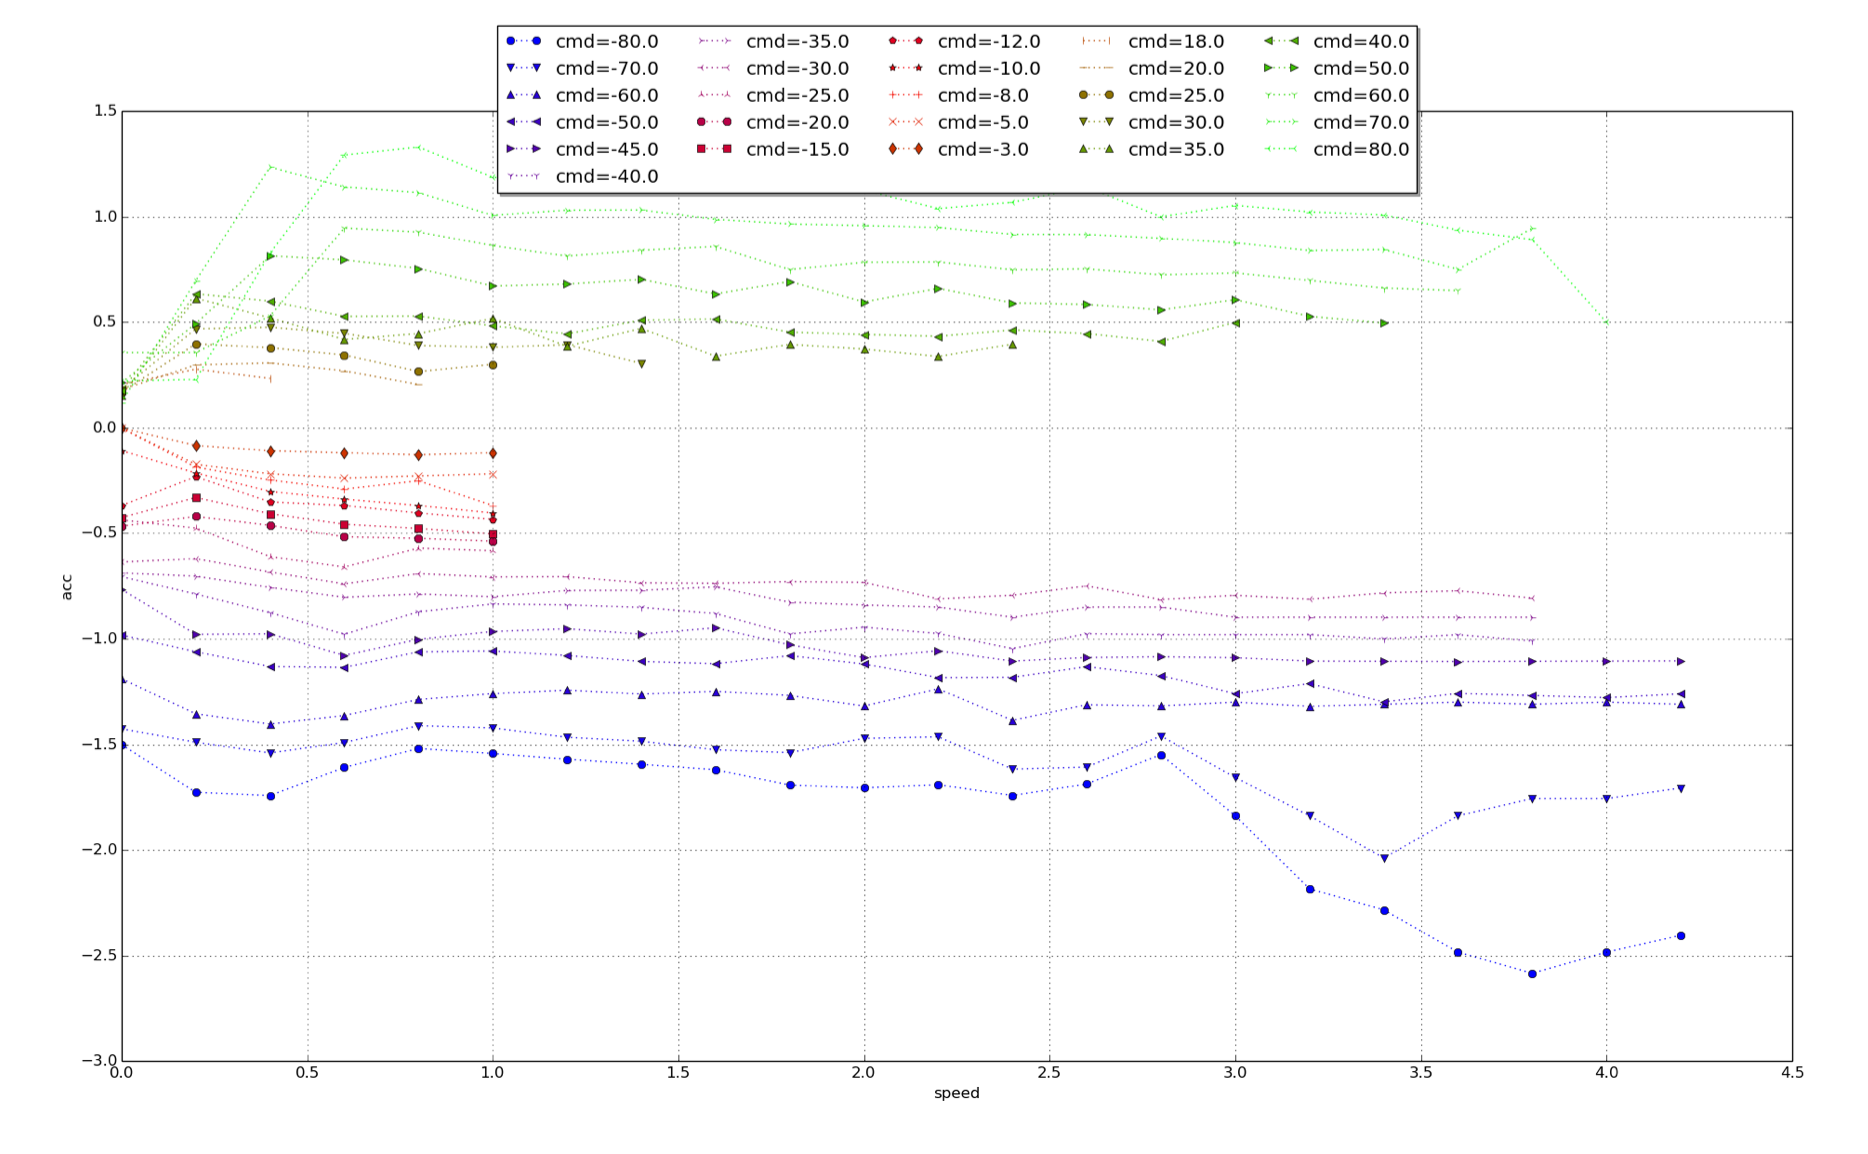 cmd=-80.0 cmd=-35.0 cmd=-12.0 cmd=18.0 cmd=40.0
cmd=-70.0 cmd=-30.0 cmd=-10.0 cmd=20.0 cmd=50.0
cmd=-60.0 cmd=-25.0 cmd=-8.0 cmd=25.0 cmd=60.0
cmd=-50.0 cmd=-20.0 cmd=-5.0 cmd=30.0 cmd=70.0
cmd=-45.0 cmd=-15.0 cmd=-3.0 cmd=35.0 cmd=80.0
cmd=-40.0
1.5
1.0
0.5
0.0
−0.5
acc
−1.0
−1.5
−2.0
−2.5
−3.0
0.0 0.5 1.0 1.5 2.0 2.5 3.0 3.5 4.0 4.5
speed